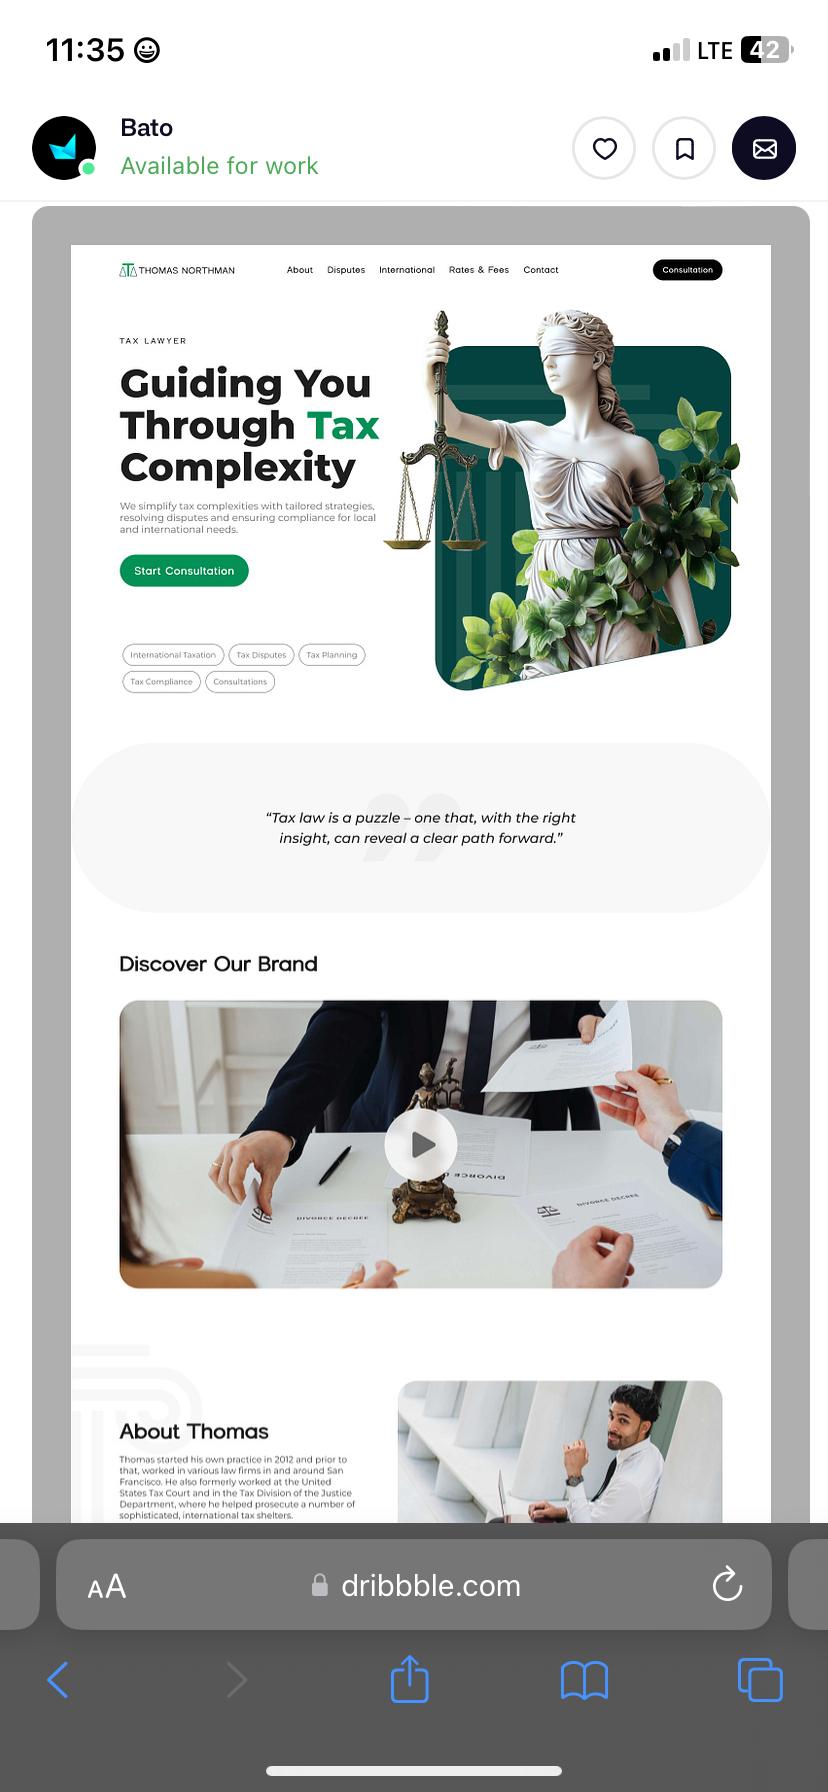 11:35
LTE 42
Bato
Available for work
THOMAS NORTHMAN
About Disputes International Rates & Fees Contact
Consultation
TAX LAWYER
Guiding You
Through Tax
Complexity
We simplify tax complexities with tailored strategies,
resolving disputes and ensuring compliance for local
and international needs.
Start Consultation
International Taxation Tax Disputes Tax Planning
Tax Compliance Consultations
“Tax law is a puzzle – one that, with the right
insight, can reveal a clear path forward.”
Discover Our Brand
DIVORCE
DIVORCE DECREE
DIVORCE DECREE
About Thomas
Thomas started his own practice in 2012 and prior to
that, worked in various law firms in and around San
Francisco. He also formerly worked at the United
States Tax Court and in the Tax Division of the Justice
Department, where he helped prosecute a number of
sophisticated, international tax shelters.
AA dribbble.com